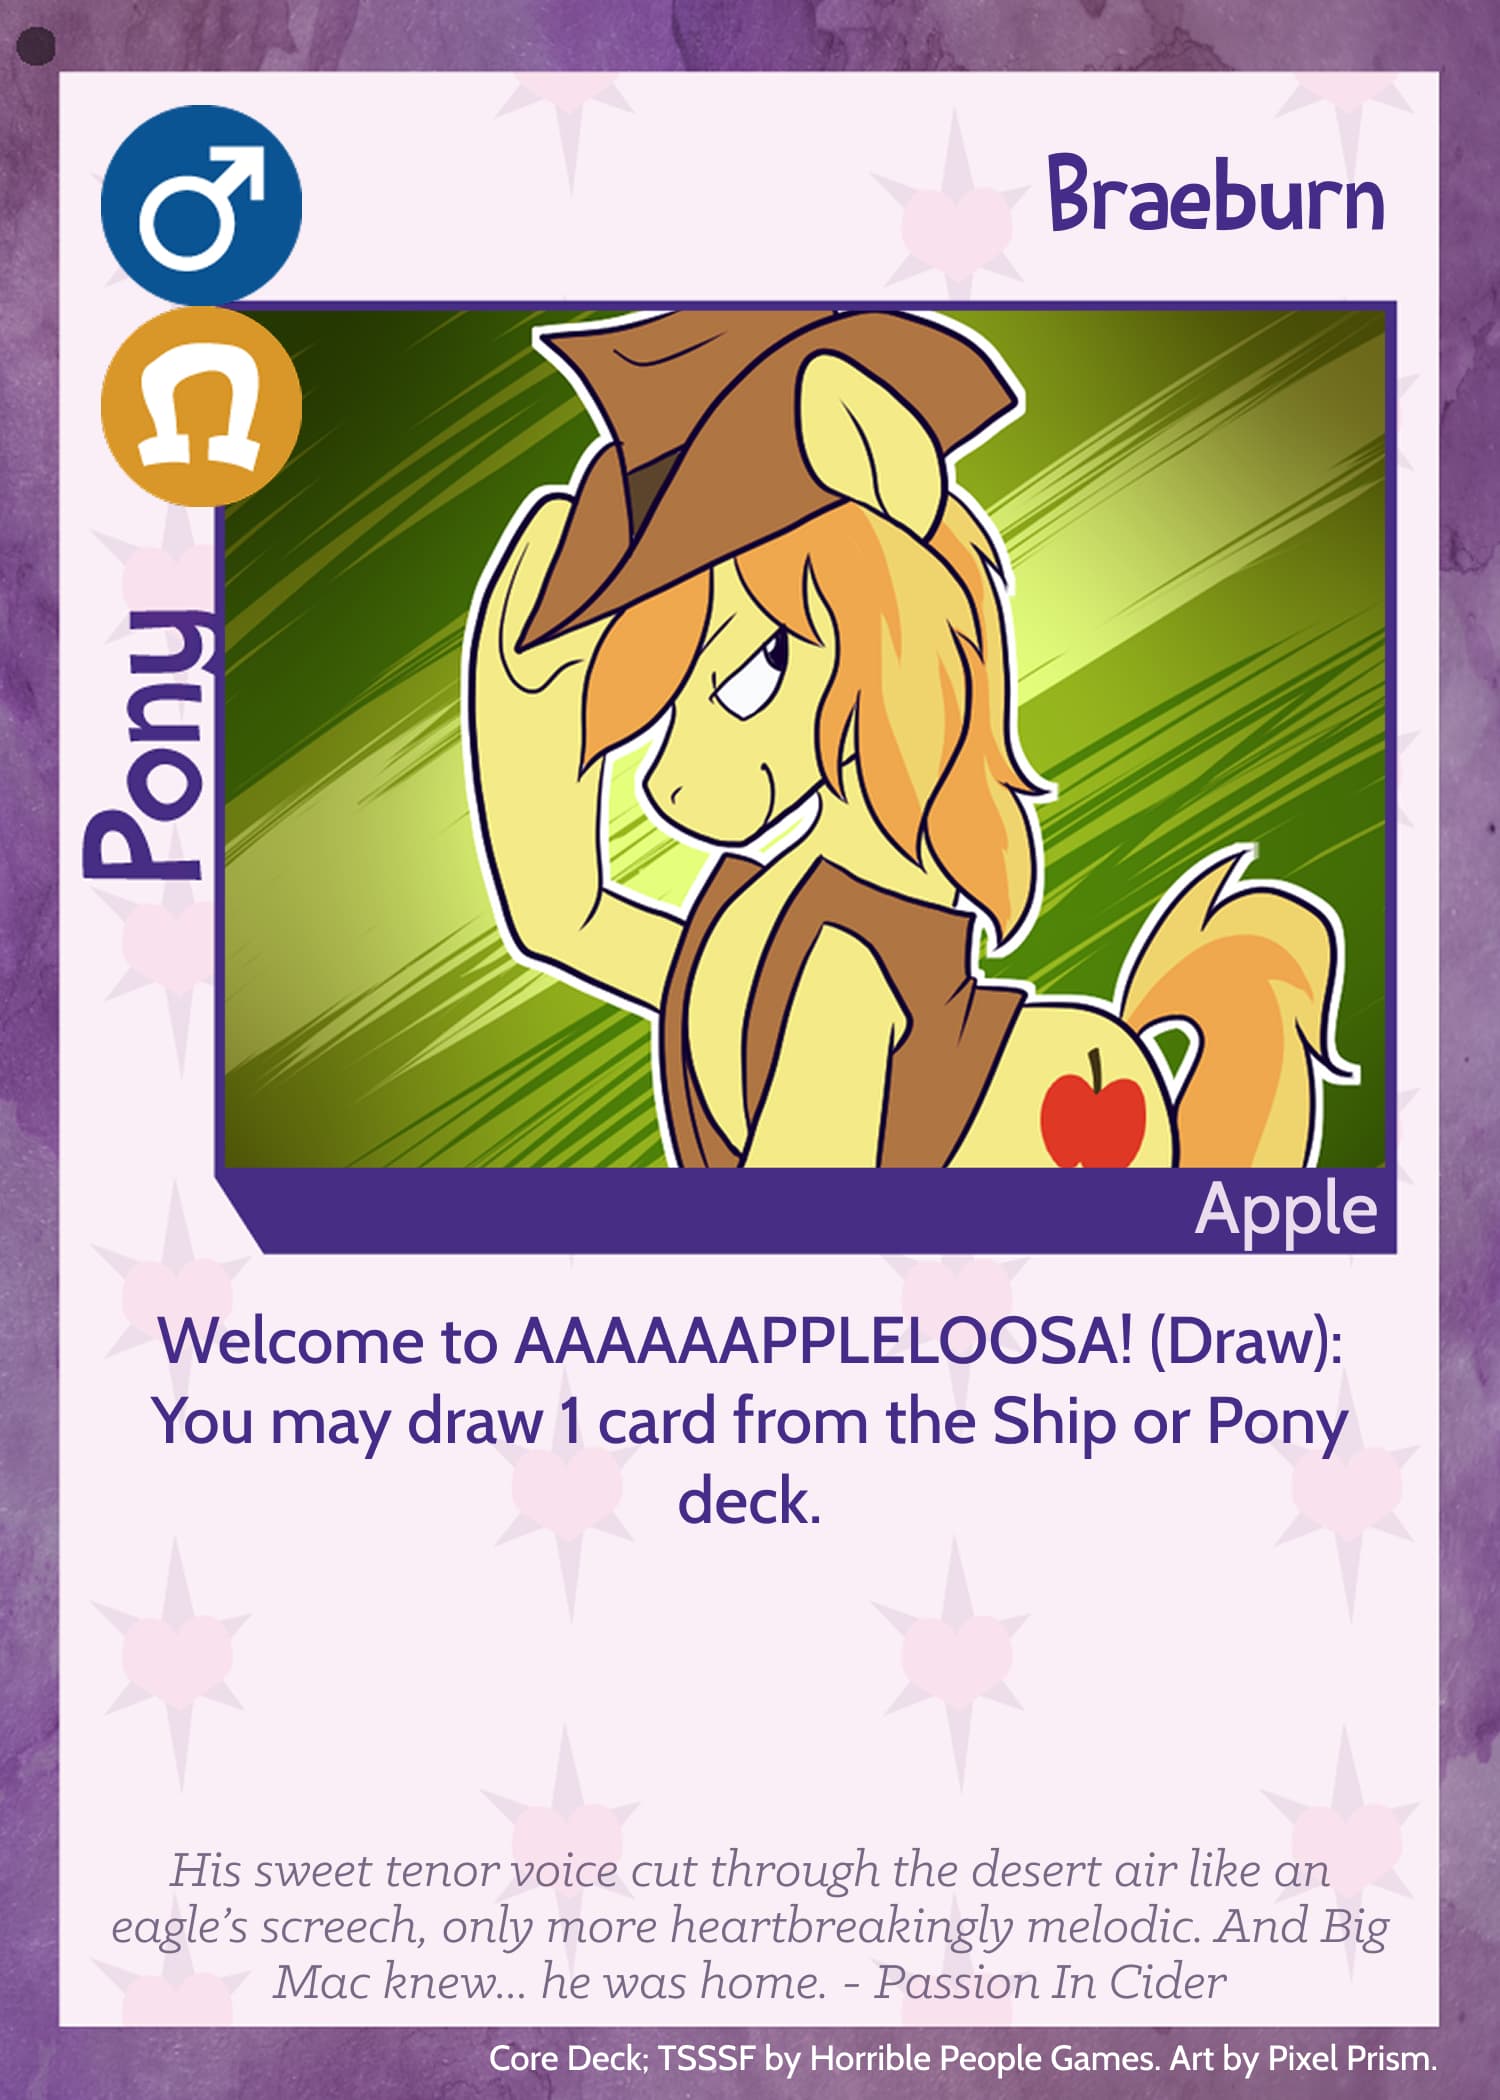 Braeburn
Pony
Apple
Welcome to AAAAAAPPLELOOSA! (Draw):
You may draw 1 card from the Ship or Pony
deck.
His sweet tenor voice cut through the desert air like an
eagle’s screech, only more heartbreakingly melodic. And Big
Mac knew... he was home. - Passion In Cider
Core Deck; TSSSF by Horrible People Games. Art by Pixel Prism.